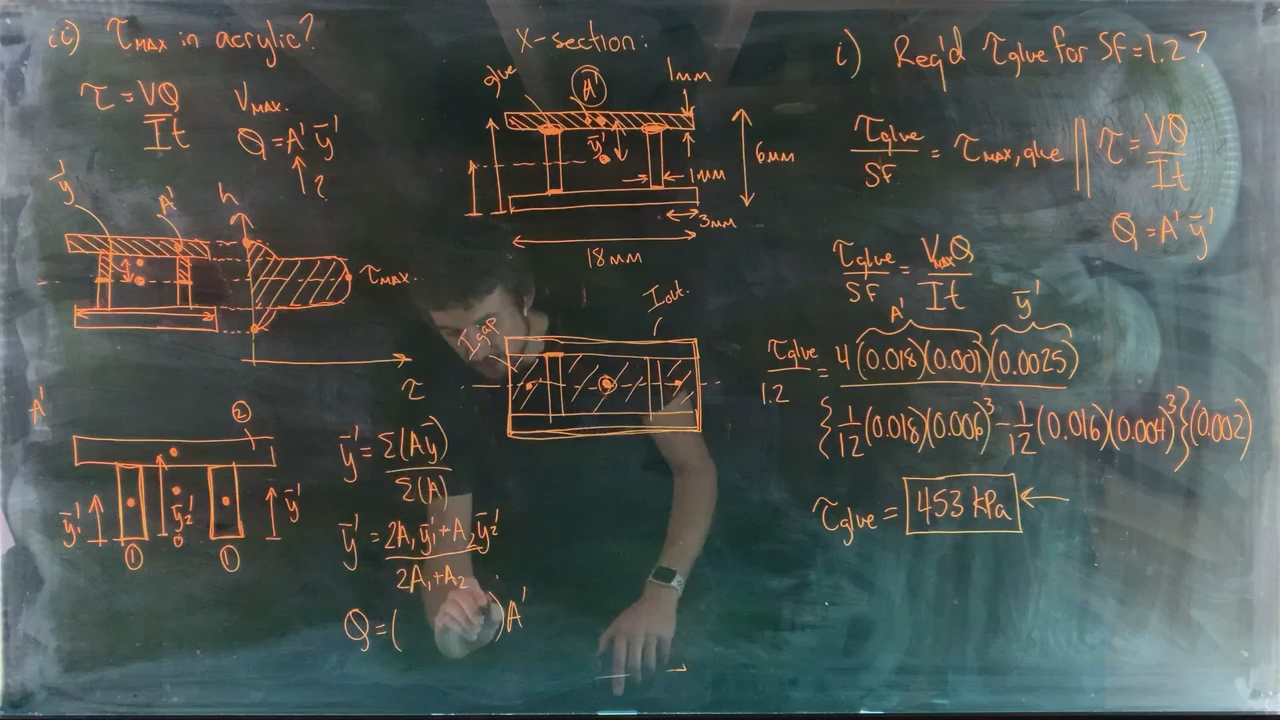 ii) τMAX in acrylic?
τ = VQ
It
VMAX.
Q = A' ȳ'
?
ȳ
A'
h
τMAX.
τ
A'
②
ȳ1'
ȳ2'
ȳ'
①
①
ȳ' = Σ(Aȳ)
Σ(A)
ȳ' = 2A1ȳ1' + A2ȳ2'
2A1 + A2
Q = ( )A'
X-section:
glue
A'
1mm
ȳ'
6mm
1mm
3mm
18mm
Iout.
Igap
i) Req'd τglue for SF=1.2?
τglue
SF
= τMAX,glue || τ = VQ
It
Q = A' ȳ'
τglue = VMAXQ
SF It
A' ȳ'
τglue = 4(0.018)(0.001)(0.0025)
1.2 {1/12(0.018)(0.006)³ - 1/12(0.016)(0.004)³}(0.002)
τglue = 453 kPa ←